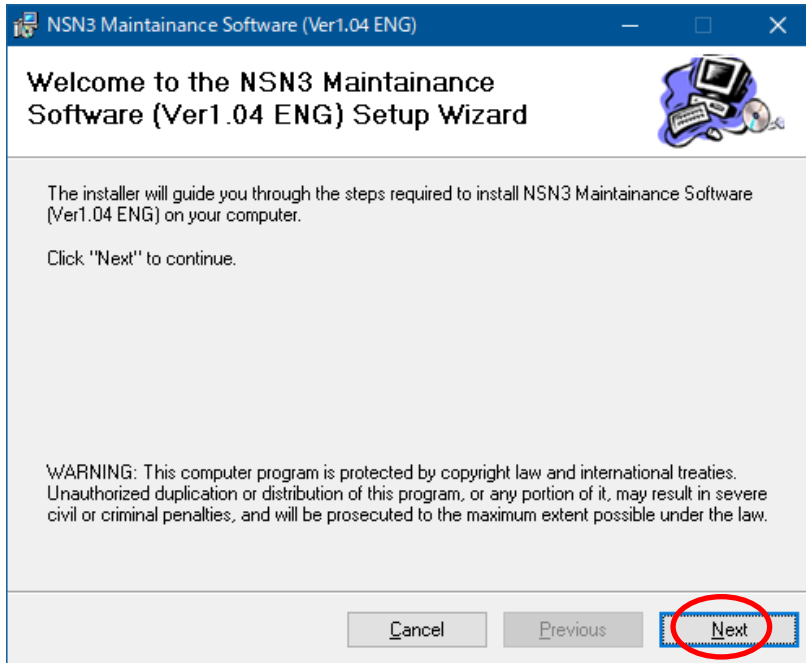 NSN3 Maintainance Software (Ver1.04 ENG)
Welcome to the NSN3 Maintainance
Software (Ver1.04 ENG) Setup Wizard
The installer will guide you through the steps required to install NSN3 Maintainance Software
(Ver1.04 ENG) on your computer.
Click "Next" to continue.
WARNING: This computer program is protected by copyright law and international treaties.
Unauthorized duplication or distribution of this program, or any portion of it, may result in severe
civil or criminal penalties, and will be prosecuted to the maximum extent possible under the law.
Cancel
Previous
Next